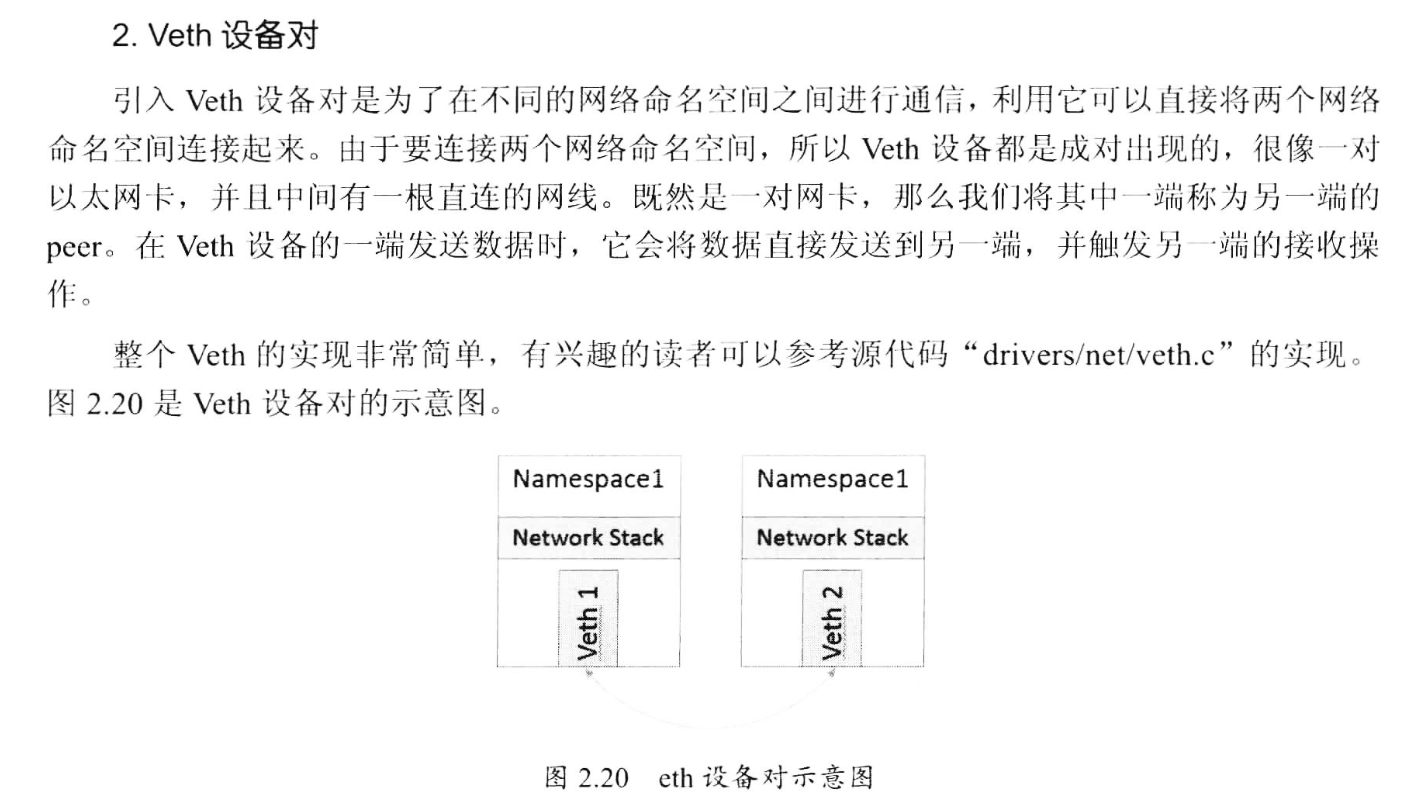 2. Veth 设备对
引入 Veth 设备对是为了在不同的网络命名空间之间进行通信，利用它可以直接将两个网络
命名空间连接起来。由于要连接两个网络命名空间，所以 Veth 设备都是成对出现的，很像一对
以太网卡，并且中间有一根直连的网线。既然是一对网卡，那么我们将其中一端称为另一端的
peer。在 Veth 设备的一端发送数据时，它会将数据直接发送到另一端，并触发另一端的接收操
作。
整个 Veth 的实现非常简单，有兴趣的读者可以参考源代码“drivers/net/veth.c”的实现。
图 2.20 是 Veth 设备对的示意图。
Namespace1
Network Stack
Veth 1
Namespace1
Network Stack
Veth 2
图 2.20 eth 设备对示意图